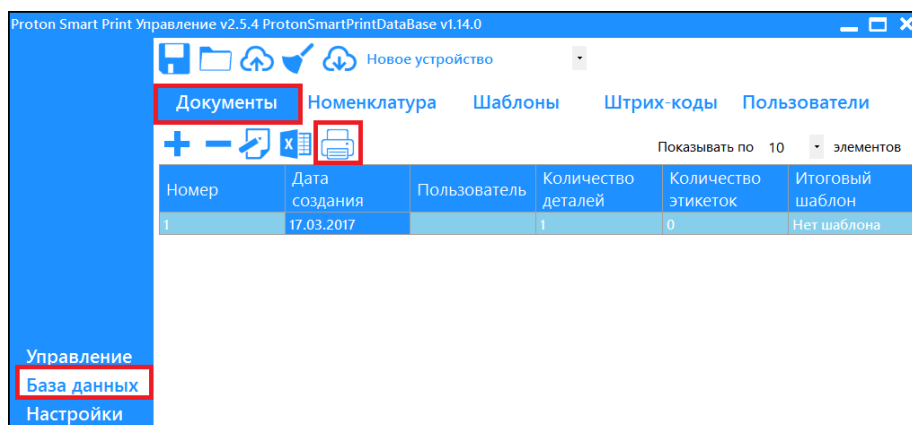 Proton Smart Print Управление v2.5.4 ProtonSmartPrintDataBase v1.14.0
Новое устройство
Документы Номенклатура Шаблоны Штрих-коды Пользователи
Показывать по 10 элементов
Номер Дата создания Пользователь Количество деталей Количество этикеток Итоговый шаблон
1 17.03.2017 1 0 Нет шаблона
Управление
База данных
Настройки